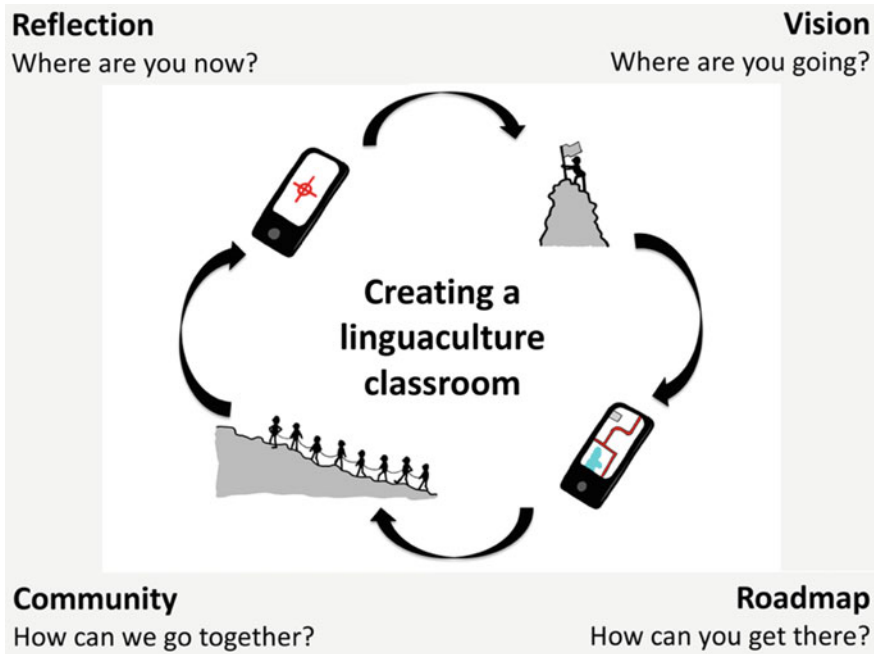 Reflection
Where are you now?
Vision
Where are you going?
Creating a
linguaculture
classroom
Community
How can we go together?
Roadmap
How can you get there?